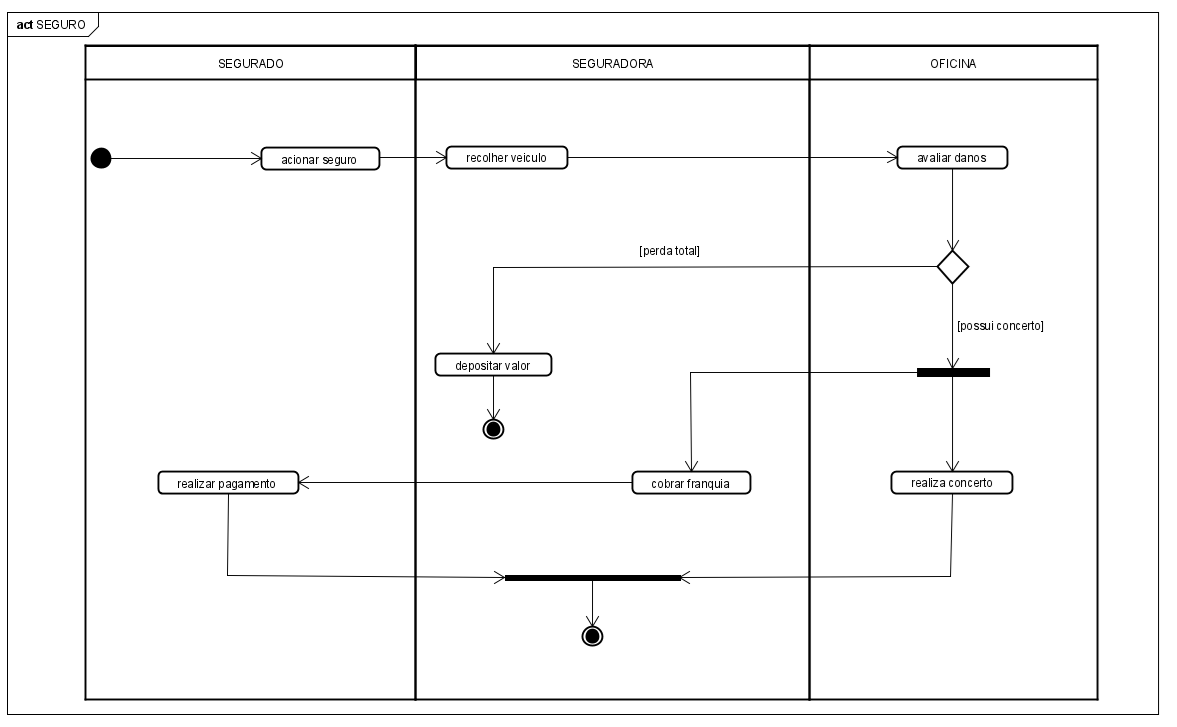 act SEGURO
SEGURADO
SEGURADORA
OFICINA
acionar seguro
recolher veiculo
avaliar danos
[perda total]
[possui concerto]
depositar valor
realizar pagamento
cobrar franquia
realiza concerto